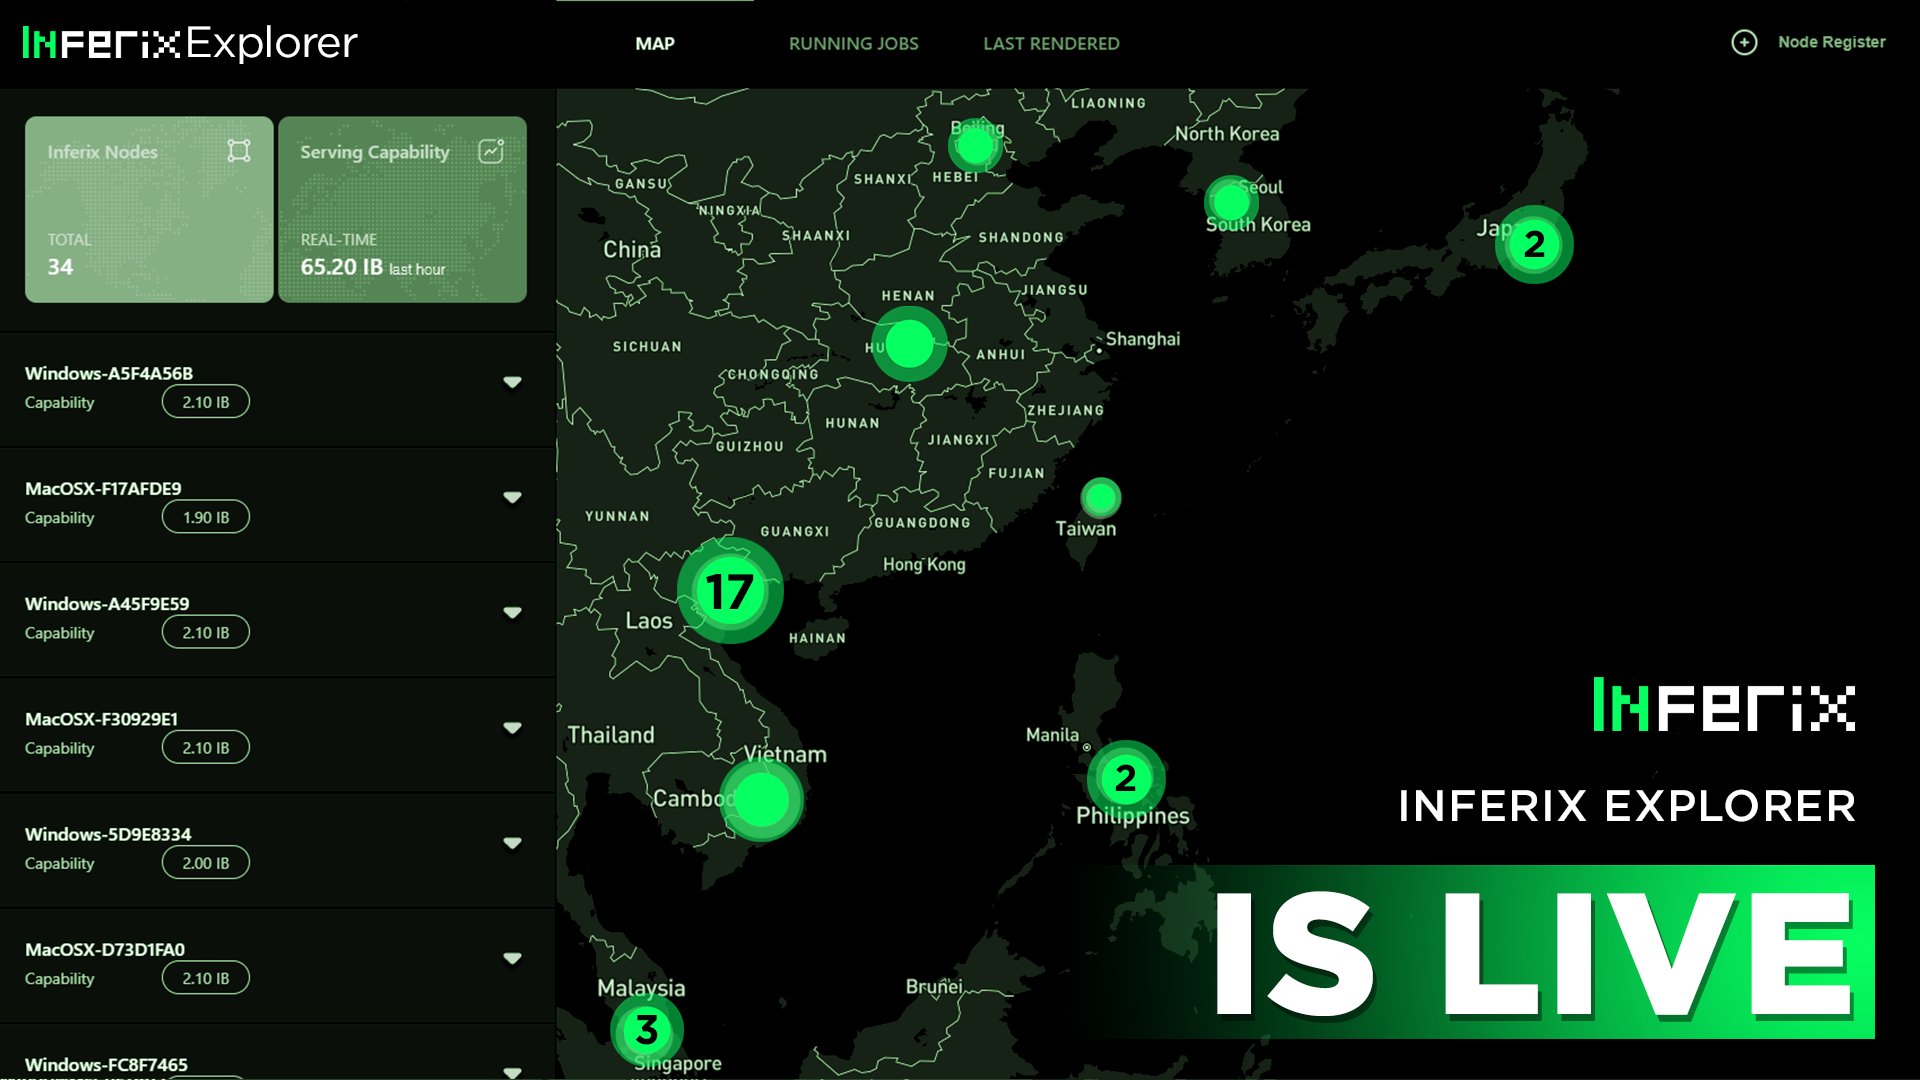 INFERIX Explorer
MAP
RUNNING JOBS
LAST RENDERED
Node Register
Inferix Nodes
TOTAL
34
Serving Capability
REAL-TIME
65.20 IB last hour
Windows-A5F4A56B
Capability
2.10 IB
MacOSX-F17AFDE9
Capability
1.90 IB
Windows-A45F9E59
Capability
2.10 IB
MacOSX-F30929E1
Capability
2.10 IB
Windows-5D9E8334
Capability
2.00 IB
MacOSX-D73D1FA0
Capability
2.10 IB
Windows-FC8F7465
LIAONING
Beijing
North Korea
SHANXI
HEBEI
GANSU
Seoul
NINGXIA
South Korea
Jap
2
SHAANXI
SHANDONG
China
HENAN
JIANGSU
Shanghai
SICHUAN
HU
ANHUI
CHONGQING
ZHEJIANG
HUNAN
JIANGXI
GUIZHOU
FUJIAN
YUNNAN
GUANGXI
GUANGDONG
Taiwan
Hong Kong
17
Laos
HAINAN
Thailand
Manila
Vietnam
2
Cambod
Philippines
Malaysia
Brunei
3
Singapore
INFERIX
INFERIX EXPLORER
IS LIVE